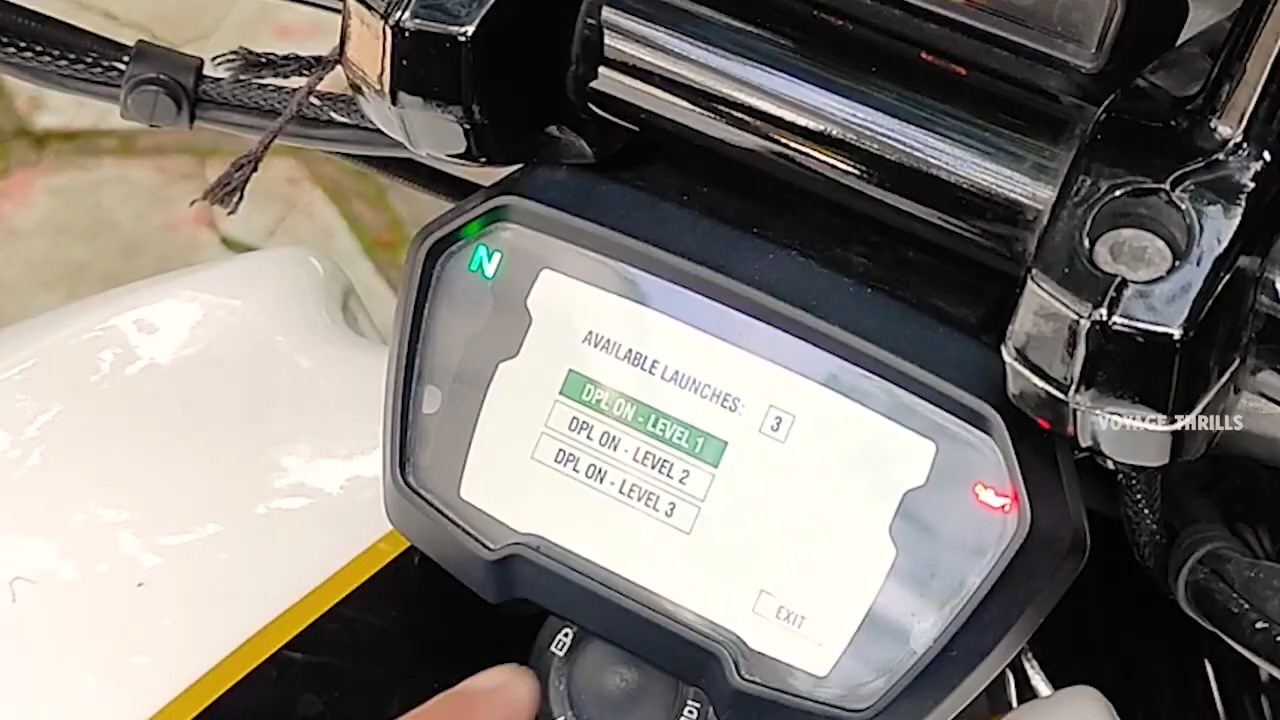 N
AVAILABLE LAUNCHES: 3
DPL ON - LEVEL 1
DPL ON - LEVEL 2
DPL ON - LEVEL 3
EXIT
VOYAGE THRILLS